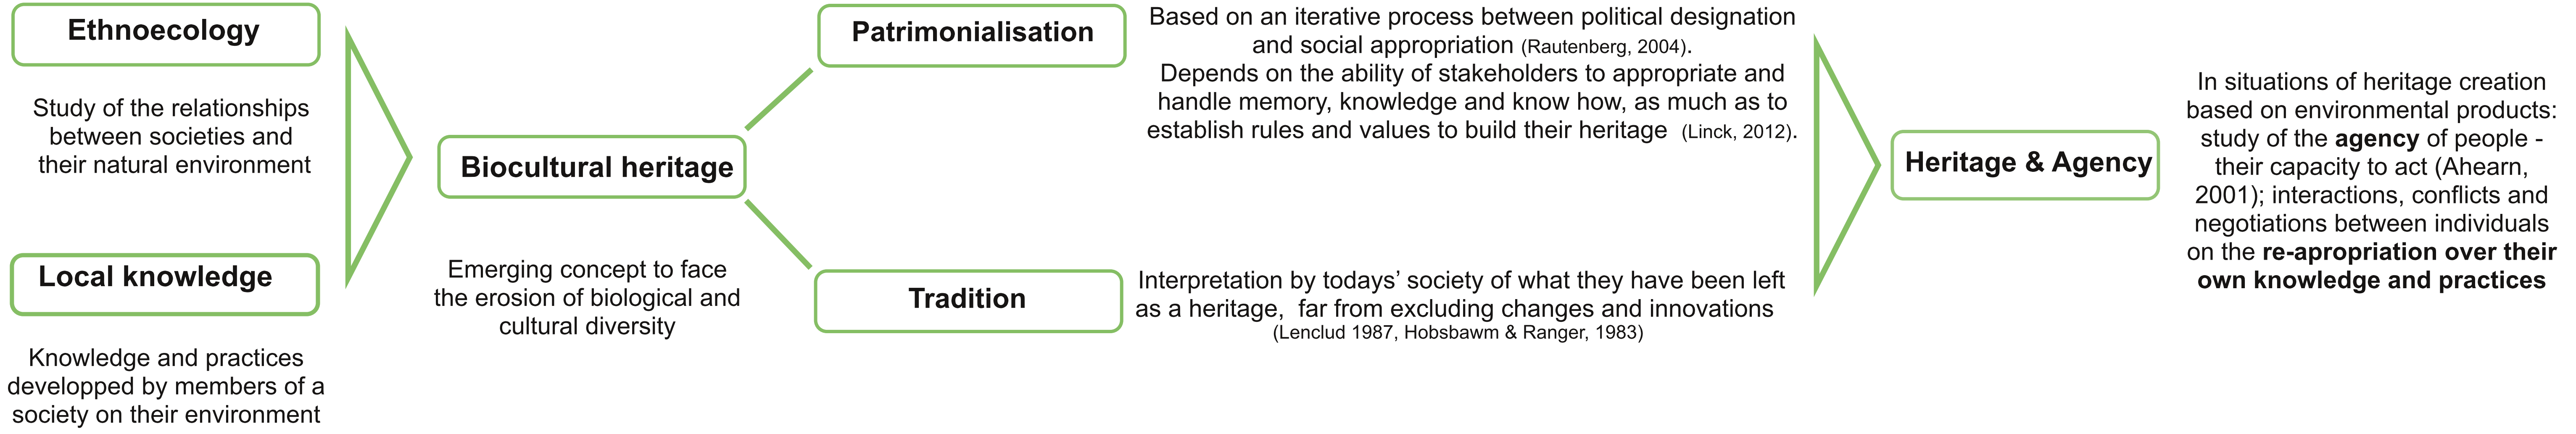 Ethnoecology
Study of the relationships
between societies and
their natural environment
Local knowledge
Knowledge and practices
developped by members of a
society on their environment
Biocultural heritage
Emerging concept to face
the erosion of biological and
cultural diversity
Patrimonialisation
Based on an iterative process between political designation
and social appropriation (Rautenberg, 2004).
Depends on the ability of stakeholders to appropriate and
handle memory, knowledge and know how, as much as to
establish rules and values to build their heritage (Linck, 2012).
Tradition
Interpretation by todays’ society of what they have been left
as a heritage, far from excluding changes and innovations
(Lenclud 1987, Hobsbawm & Ranger, 1983)
Heritage & Agency
In situations of heritage creation
based on environmental products:
study of the agency of people -
their capacity to act (Ahearn,
2001); interactions, conflicts and
negotiations between individuals
on the re-apropriation over their
own knowledge and practices